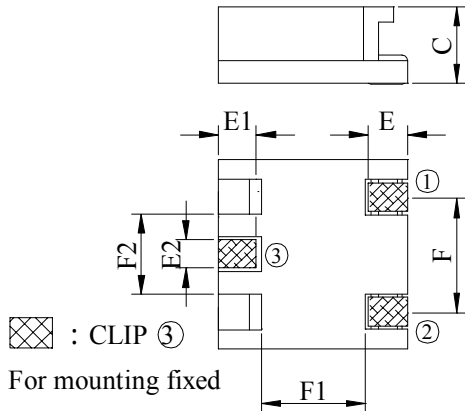 C
E1
E
①
F2
E2
③
F
②
: CLIP ③
For mounting fixed
F1